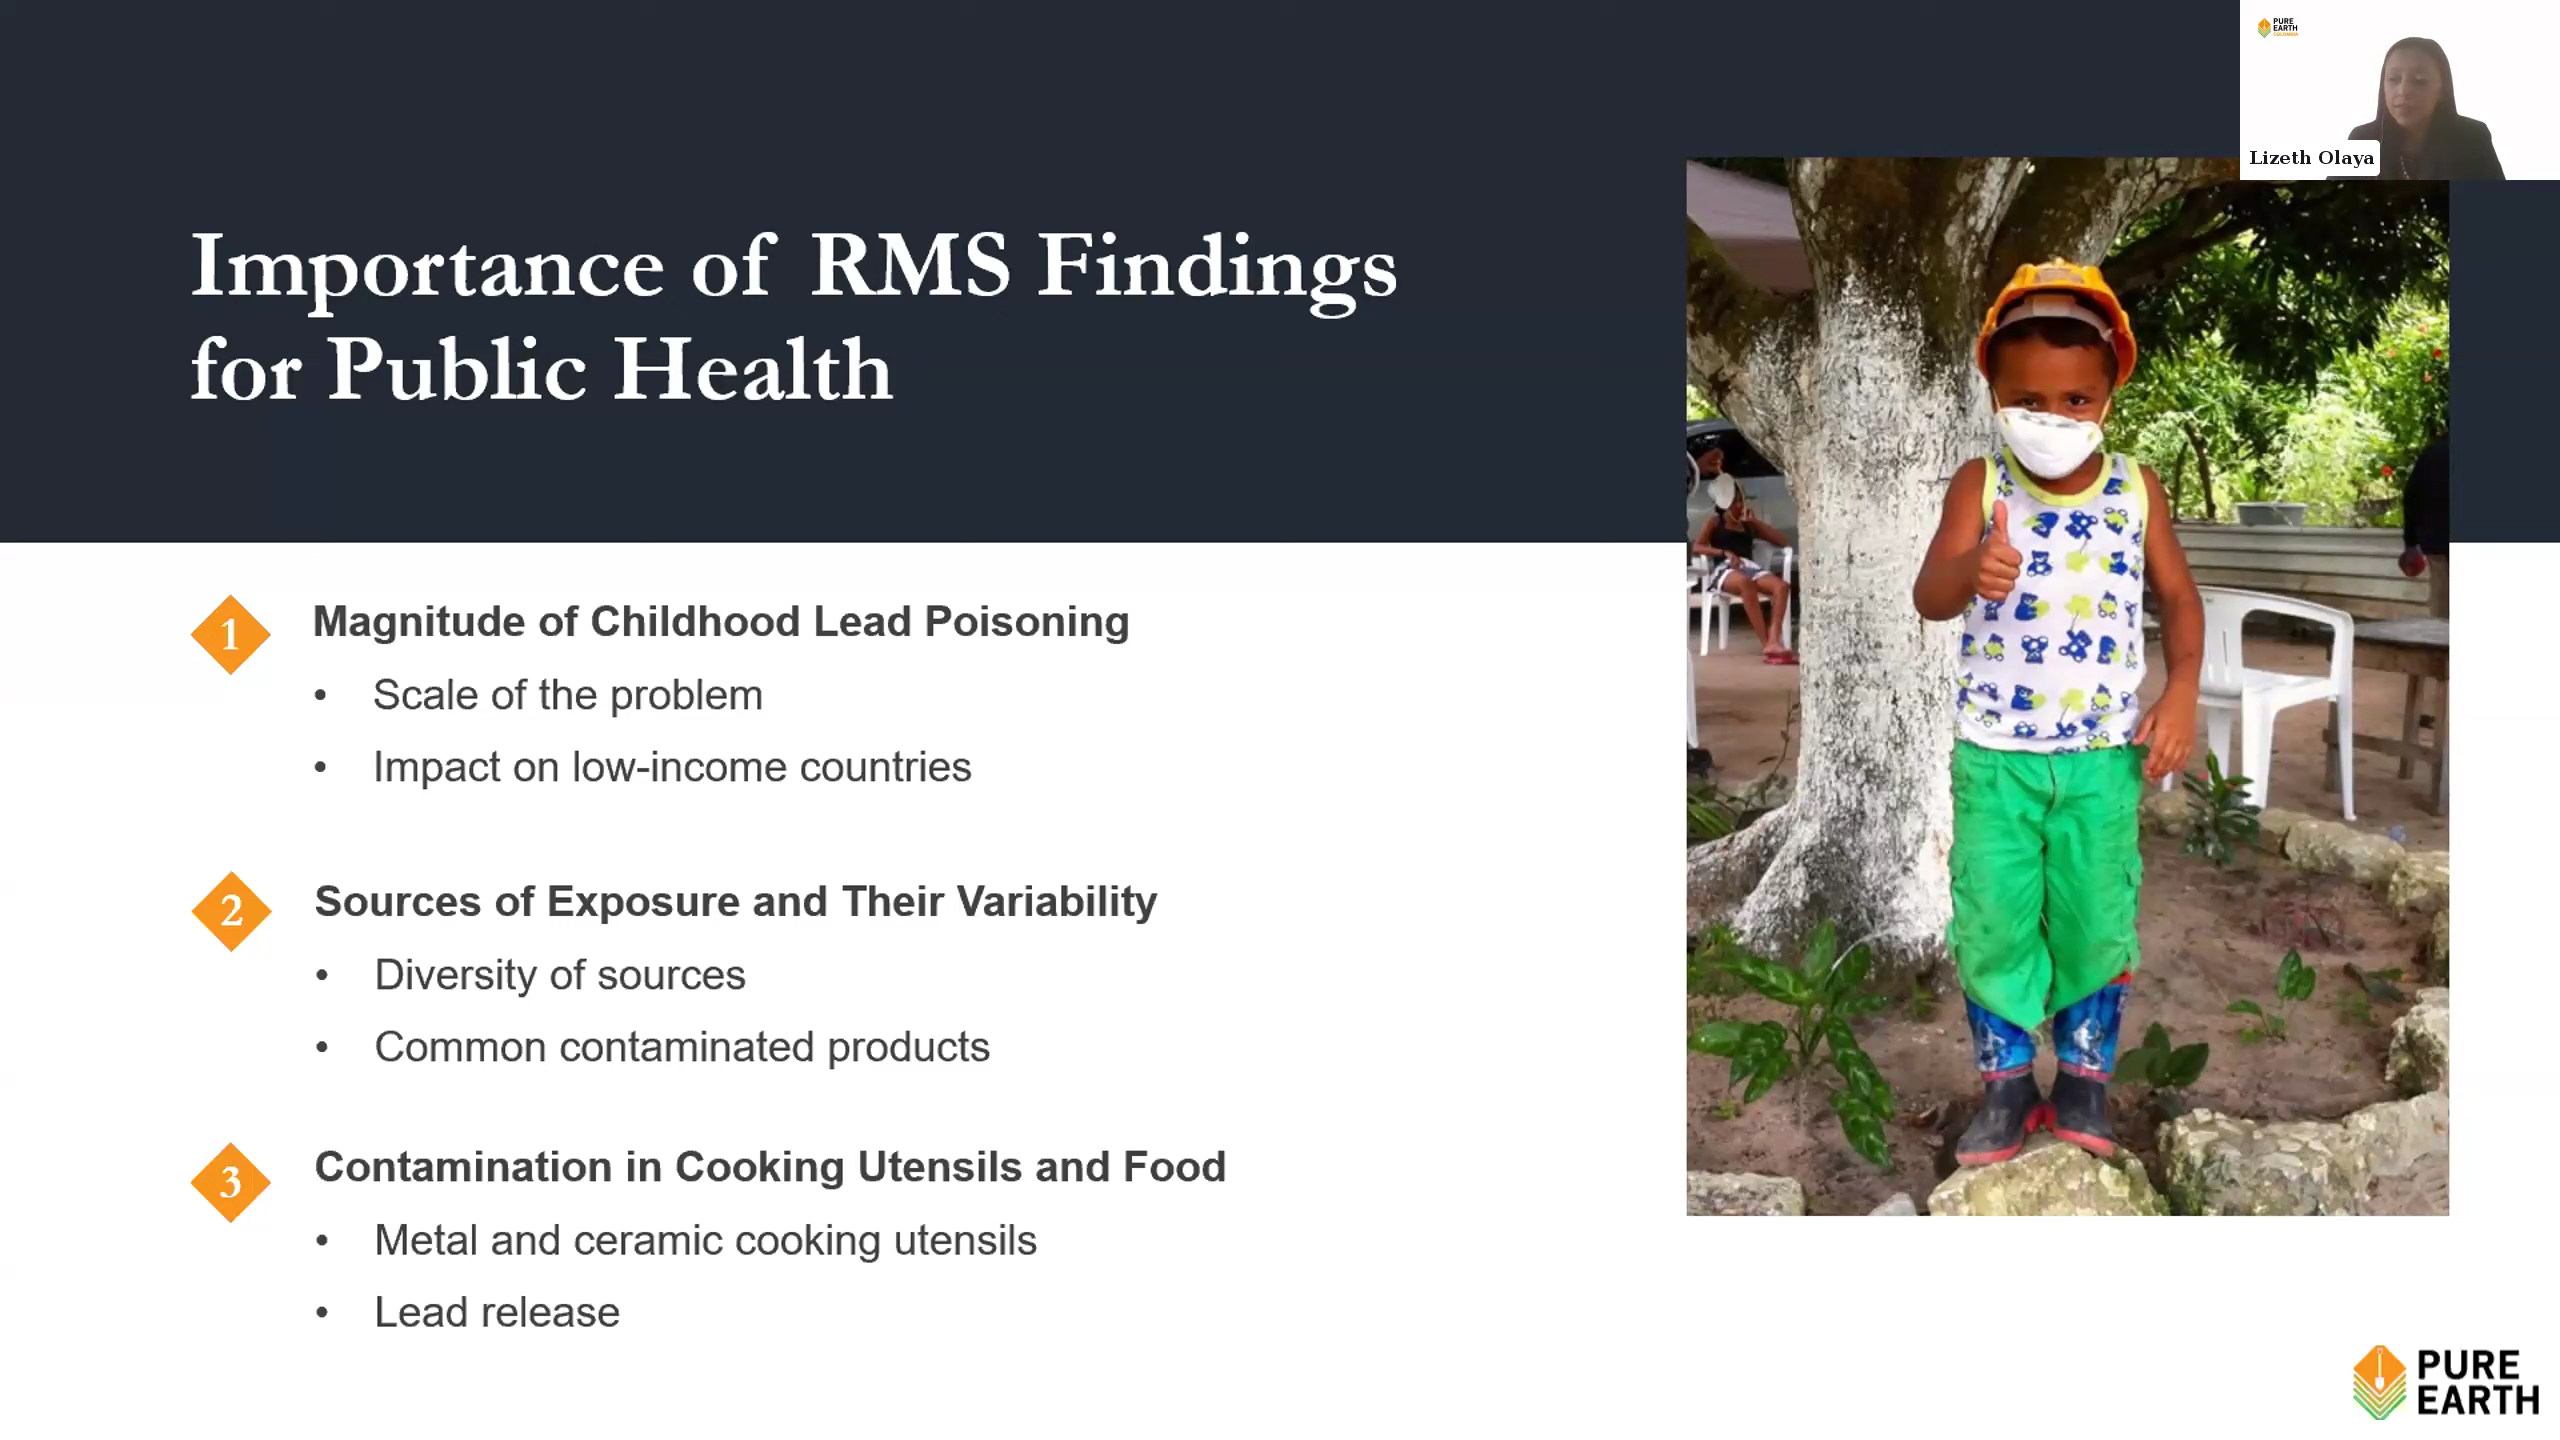 PURE
EARTH
COLOMBIA
Lizeth Olaya
Importance of RMS Findings
for Public Health
1
Magnitude of Childhood Lead Poisoning
• Scale of the problem
• Impact on low-income countries
2
Sources of Exposure and Their Variability
• Diversity of sources
• Common contaminated products
3
Contamination in Cooking Utensils and Food
• Metal and ceramic cooking utensils
• Lead release
PURE
EARTH